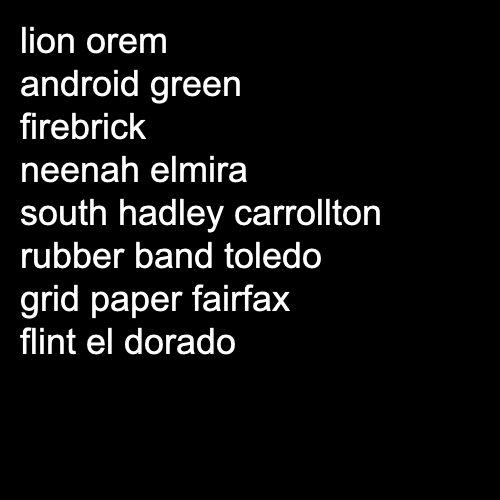 lion orem
android green
firebrick
neenah elmira
south hadley carrollton
rubber band toledo
grid paper fairfax
flint el dorado